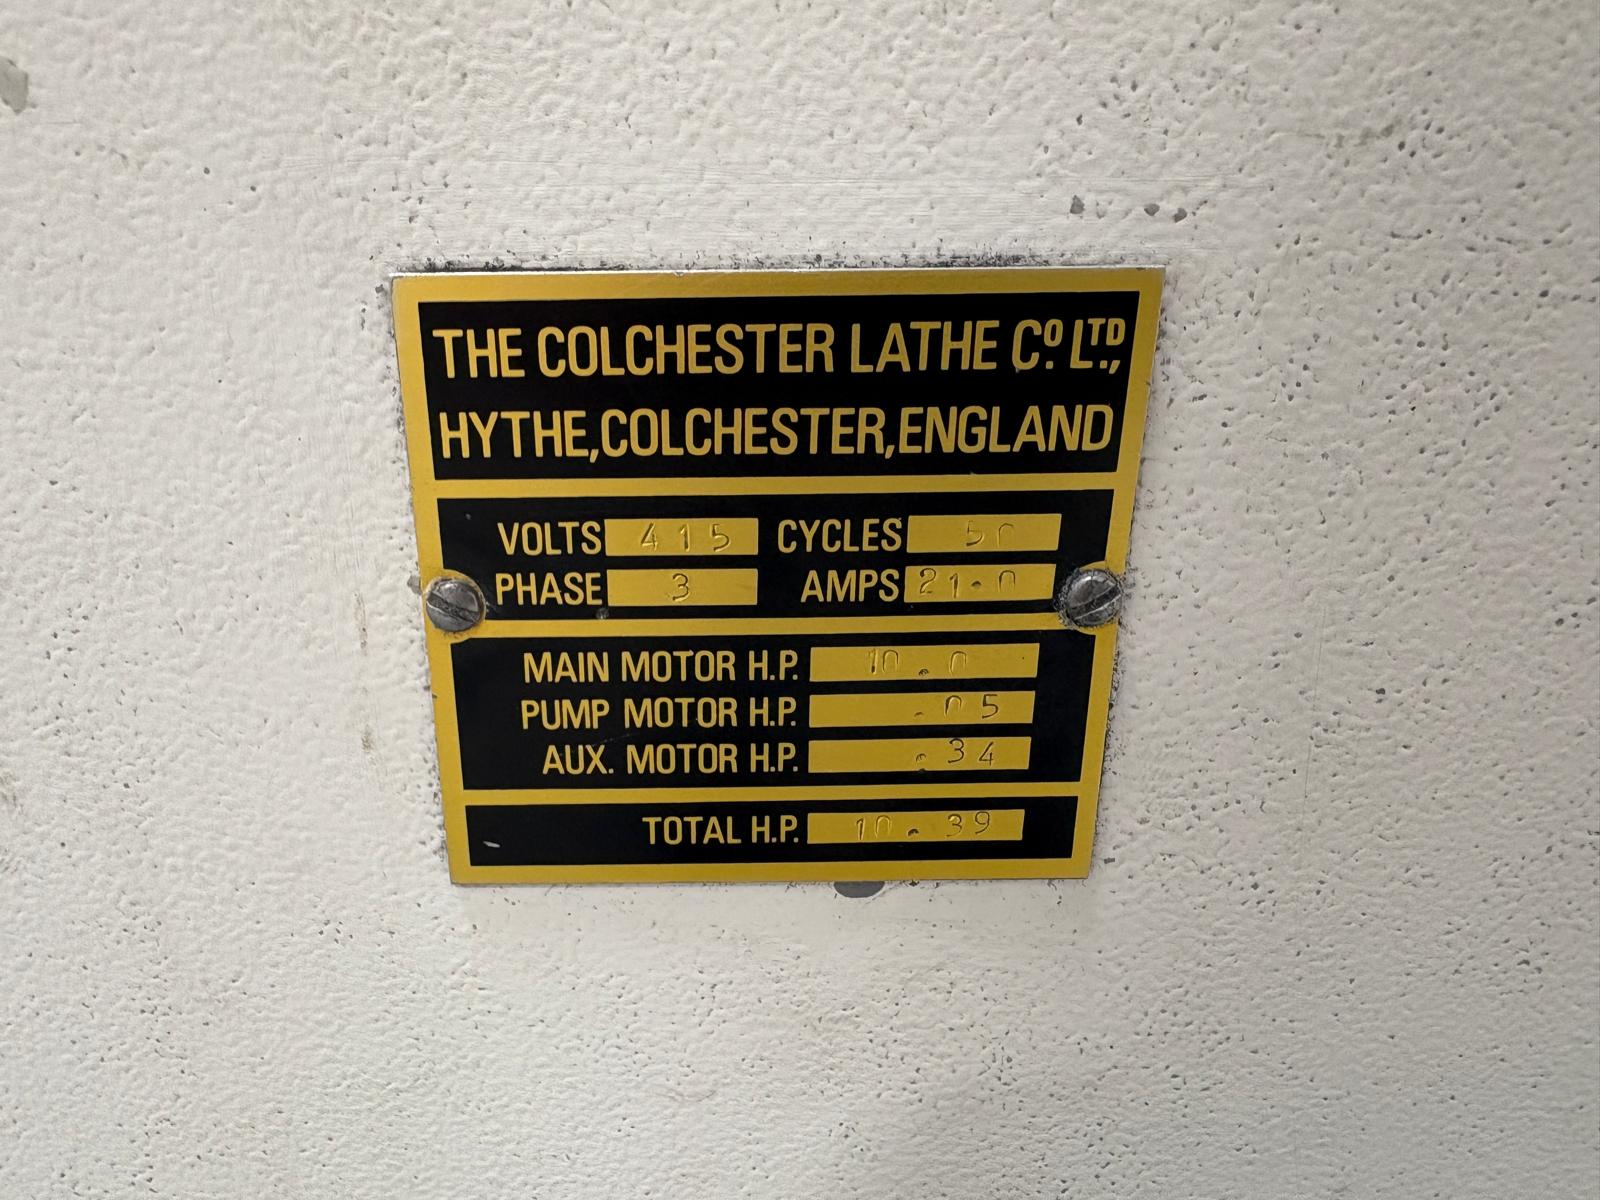 THE COLCHESTER LATHE Cº LTD.,
HYTHE, COLCHESTER, ENGLAND
VOLTS 415 CYCLES 50
PHASE 3 AMPS 21.0
MAIN MOTOR H.P. 10.0
PUMP MOTOR H.P. .05
AUX. MOTOR H.P. .34
TOTAL H.P. 10.39